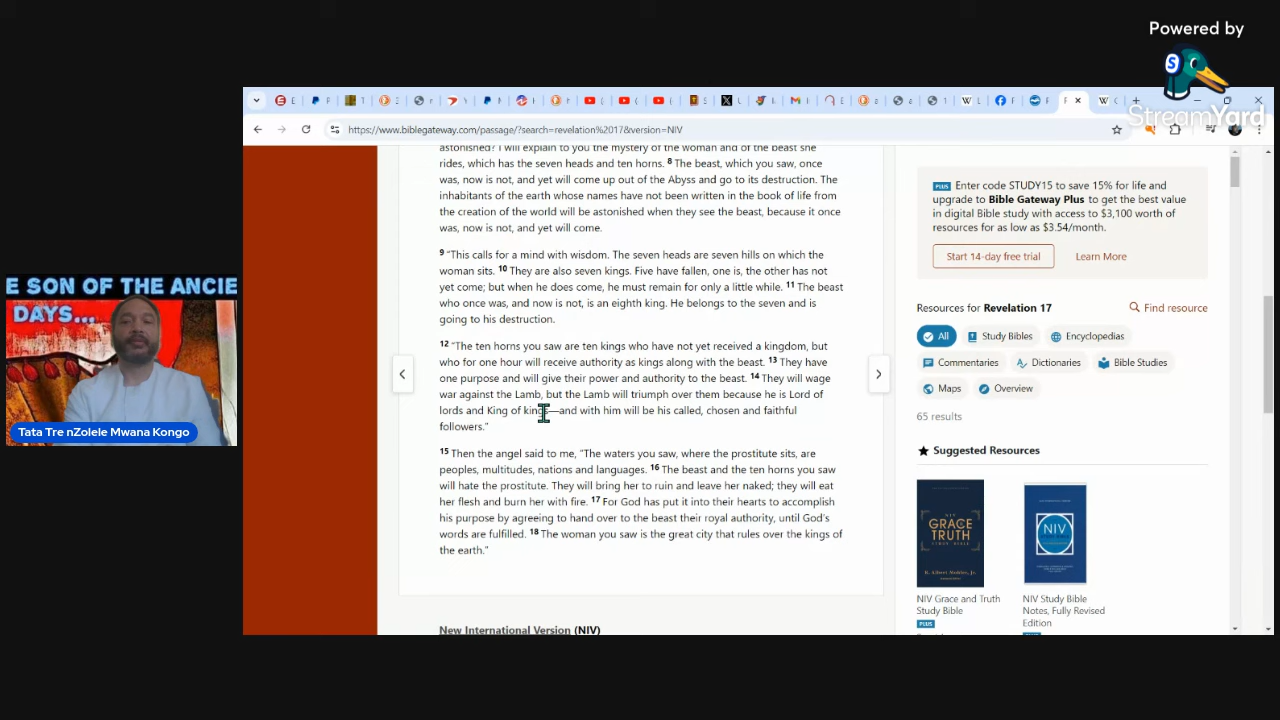 Powered by
S
StreamYard
https://www.biblegateway.com/passage/?search=revelation%2017&version=NIV
astonished? I will explain to you the mystery of the woman and of the beast she
rides, which has the seven heads and ten horns. 8 The beast, which you saw, once
was, now is not, and yet will come up out of the Abyss and go to its destruction. The
inhabitants of the earth whose names have not been written in the book of life from
the creation of the world will be astonished when they see the beast, because it once
was, now is not, and yet will come.
9 “This calls for a mind with wisdom. The seven heads are seven hills on which the
woman sits. 10 They are also seven kings. Five have fallen, one is, the other has not
yet come; but when he does come, he must remain for only a little while. 11 The beast
who once was, and now is not, is an eighth king. He belongs to the seven and is
going to his destruction.
12 “The ten horns you saw are ten kings who have not yet received a kingdom, but
who for one hour will receive authority as kings along with the beast. 13 They have
one purpose and will give their power and authority to the beast. 14 They will wage
war against the Lamb, but the Lamb will triumph over them because he is Lord of
lords and King of kings—and with him will be his called, chosen and faithful
followers.”
15 Then the angel said to me, “The waters you saw, where the prostitute sits, are
peoples, multitudes, nations and languages. 16 The beast and the ten horns you saw
will hate the prostitute. They will bring her to ruin and leave her naked; they will eat
her flesh and burn her with fire. 17 For God has put it into their hearts to accomplish
his purpose by agreeing to hand over to the beast their royal authority, until God’s
words are fulfilled. 18 The woman you saw is the great city that rules over the kings of
the earth.”
New International Version (NIV)
PLUS Enter code STUDY15 to save 15% for life and
upgrade to Bible Gateway Plus to get the best value
in digital Bible study with access to $3,100 worth of
resources for as low as $3.54/month.
Start 14-day free trial
Learn More
Resources for Revelation 17
Find resource
All
Study Bibles
Encyclopedias
Commentaries
Dictionaries
Bible Studies
Maps
Overview
65 results
Suggested Resources
NIV
GRACE
TRUTH
STUDY BIBLE
NIV
STUDY
BIBLE
NIV Grace and Truth
Study Bible
PLUS
NIV Study Bible
Notes, Fully Revised
Edition
E SON OF THE ANCIE
DAYS...
Tata Tre nZolele Mwana Kongo